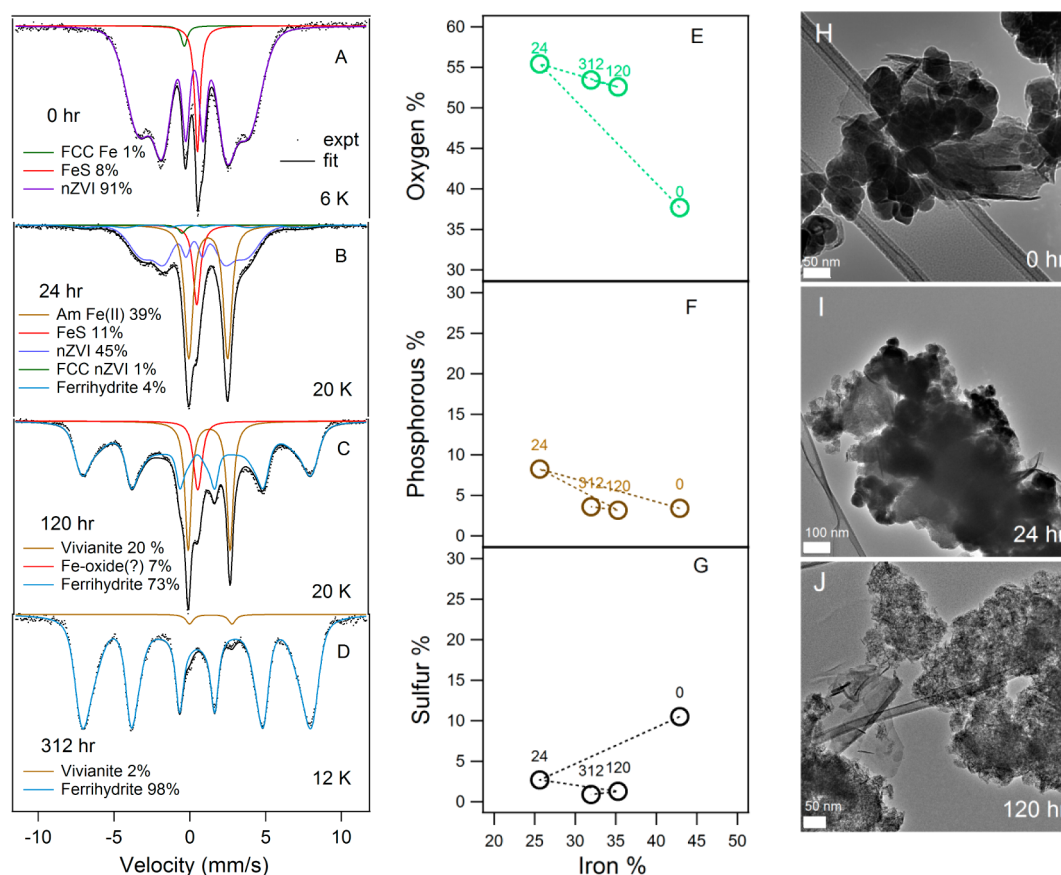 A
0 hr
expt
fit
FCC Fe 1%
FeS 8%
nZVI 91%
6 K
B
24 hr
Am Fe(II) 39%
FeS 11%
nZVI 45%
FCC nZVI 1%
Ferrihydrite 4%
20 K
C
120 hr
Vivianite 20 %
Fe-oxide(?) 7%
Ferrihydrite 73%
20 K
D
312 hr
Vivianite 2%
Ferrihydrite 98%
12 K
-10 -5 0 5 10
Velocity (mm/s)
E
Oxygen %
60
55
50
45
40
35
30
24
312
120
0
F
Phosphorous %
30
25
20
15
10
5
0
24
312
120
0
G
Sulfur %
30
25
20
15
10
5
0
0
24
312
120
20 25 30 35 40 45 50
Iron %
H
50 nm
0 hr
I
100 nm
24 hr
J
50 nm
120 hr